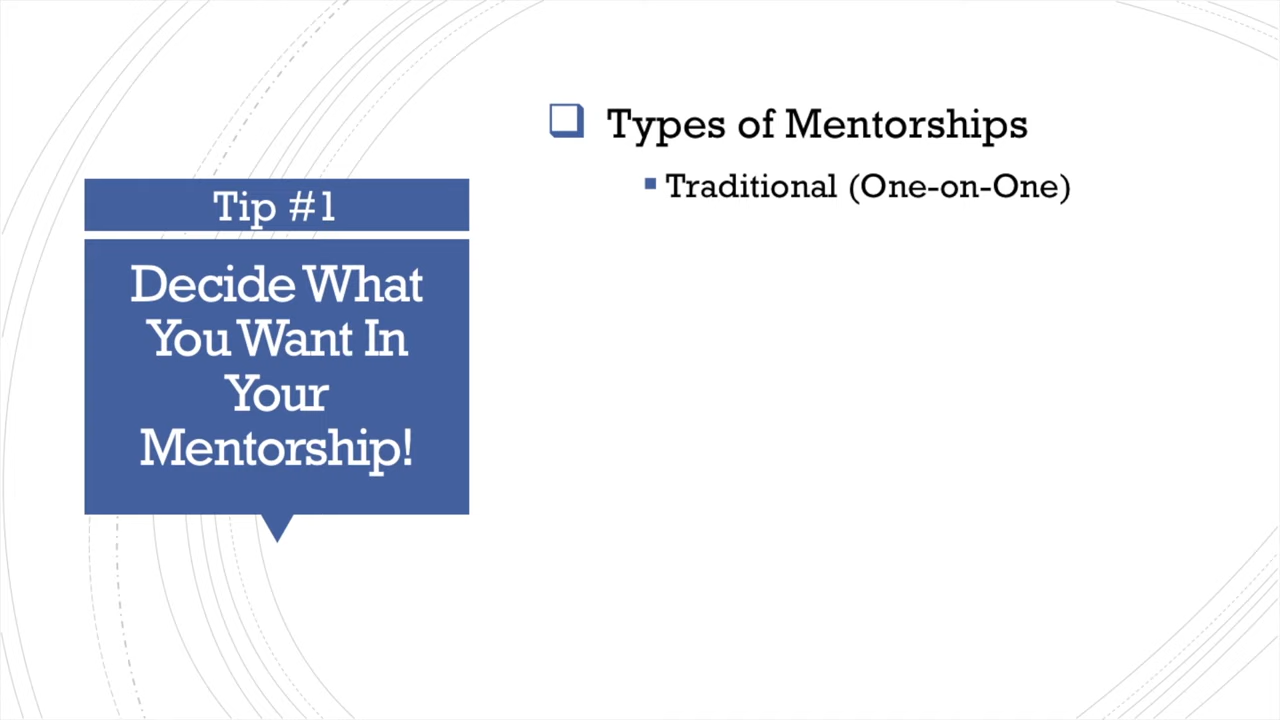 Tip #1
Decide What
You Want In
Your
Mentorship!
Types of Mentorships
Traditional (One-on-One)